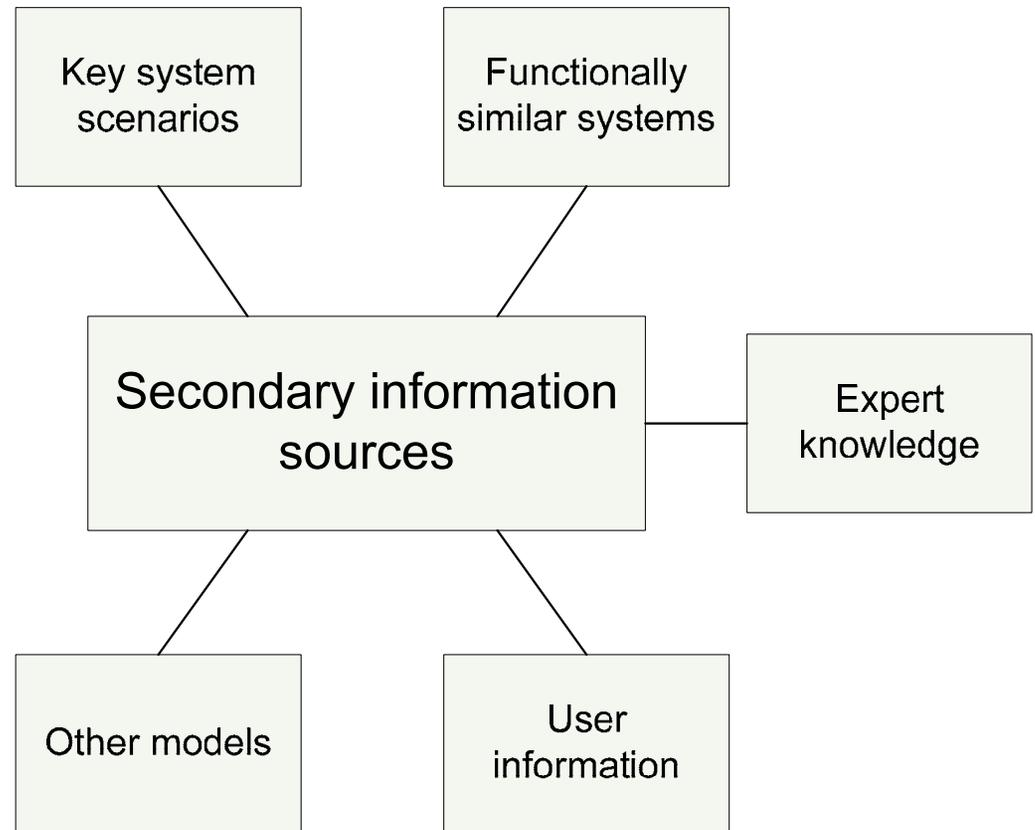 Key system
scenarios
Functionally
similar systems
Secondary information
sources
Expert
knowledge
Other models
User
information